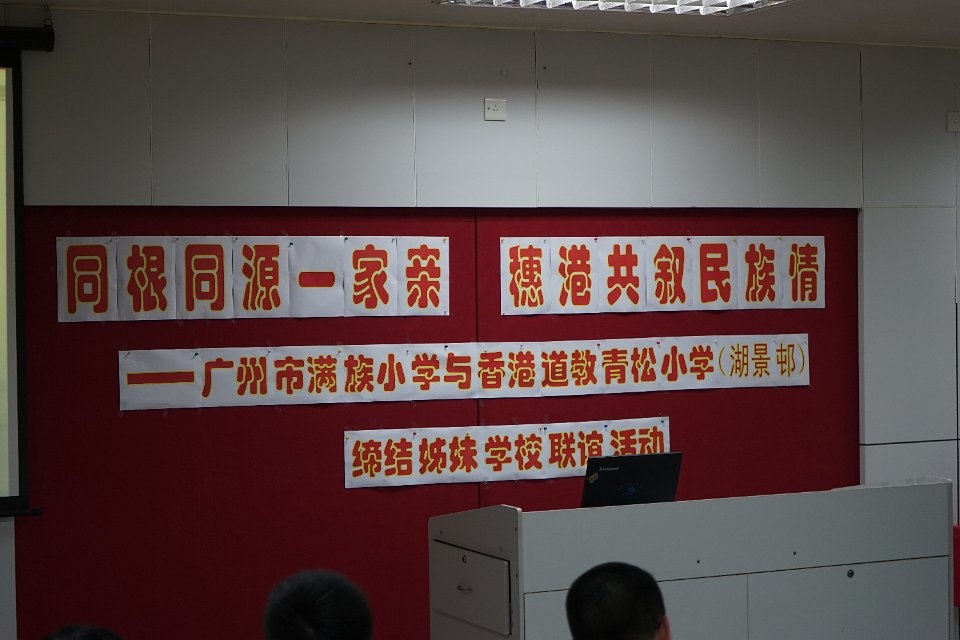 同根同源一家亲 穗港共叙民族情
——广州市满族小学与香港道教青松小学(湖景邨)
缔结姊妹学校联谊活动
lenovo